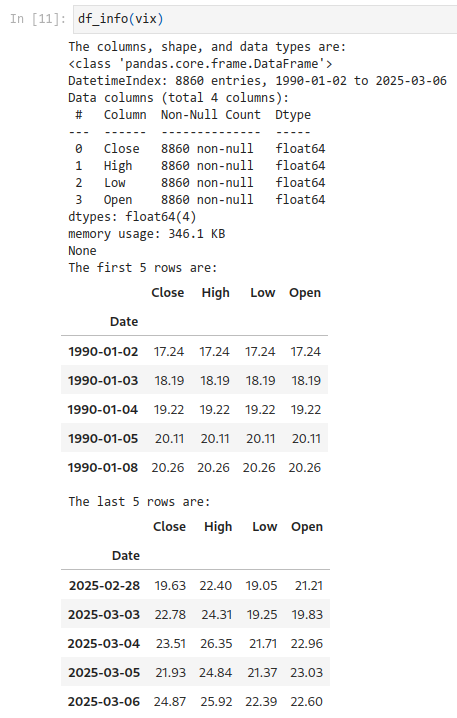 In [11]: df_info(vix)
The columns, shape, and data types are:
<class 'pandas.core.frame.DataFrame'>
DatetimeIndex: 8860 entries, 1990-01-02 to 2025-03-06
Data columns (total 4 columns):
 #   Column  Non-Null Count  Dtype
---  ------  --------------  -----
 0   Close   8860 non-null   float64
 1   High    8860 non-null   float64
 2   Low     8860 non-null   float64
 3   Open    8860 non-null   float64
dtypes: float64(4)
memory usage: 346.1 KB
None
The first 5 rows are:
Close High Low Open
Date
1990-01-02 17.24 17.24 17.24 17.24
1990-01-03 18.19 18.19 18.19 18.19
1990-01-04 19.22 19.22 19.22 19.22
1990-01-05 20.11 20.11 20.11 20.11
1990-01-08 20.26 20.26 20.26 20.26
The last 5 rows are:
Close High Low Open
Date
2025-02-28 19.63 22.40 19.05 21.21
2025-03-03 22.78 24.31 19.25 19.83
2025-03-04 23.51 26.35 21.71 22.96
2025-03-05 21.93 24.84 21.37 23.03
2025-03-06 24.87 25.92 22.39 22.60